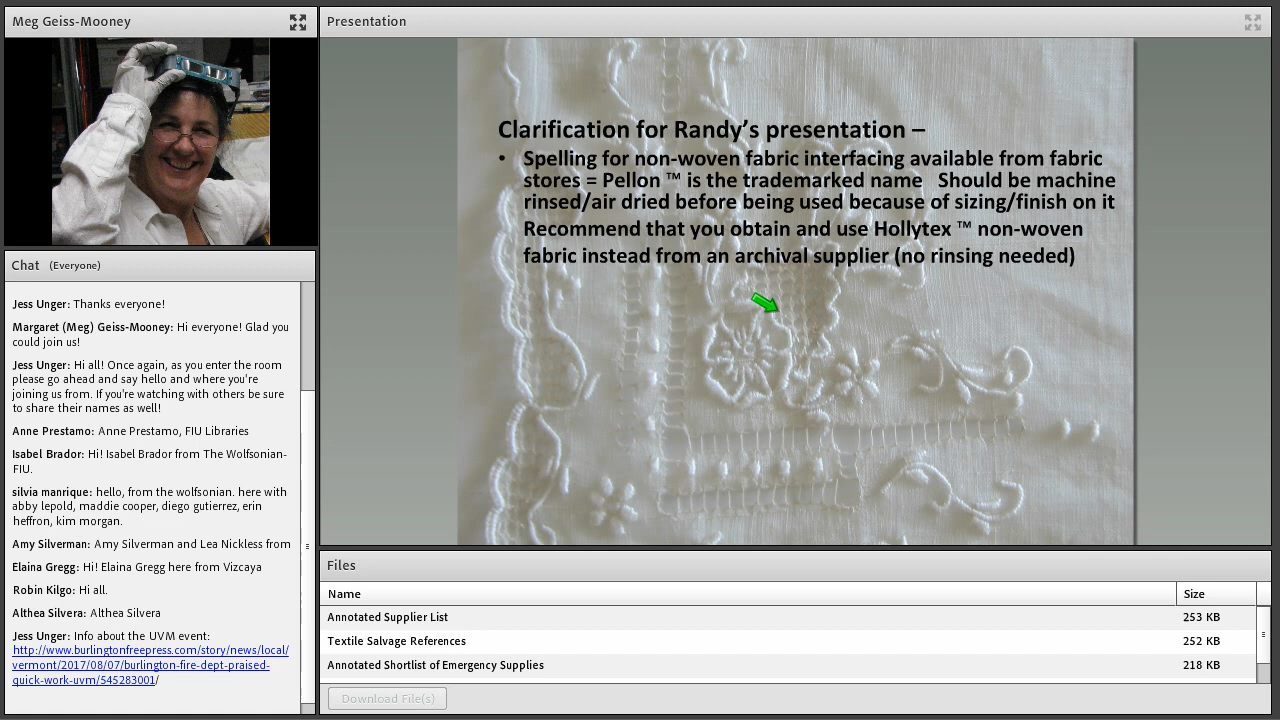 Meg Geiss-Mooney
Presentation
Clarification for Randy's presentation –
• Spelling for non-woven fabric interfacing available from fabric
stores = Pellon ™ is the trademarked name Should be machine
rinsed/air dried before being used because of sizing/finish on it
Recommend that you obtain and use Hollytex ™ non-woven
fabric instead from an archival supplier (no rinsing needed)
Chat (Everyone)
Jess Unger: Thanks everyone!
Margaret (Meg) Geiss-Mooney: Hi everyone! Glad you
could join us!
Jess Unger: Hi all! Once again, as you enter the room
please go ahead and say hello and where you're
joining us from. If you're watching with others be sure
to share their names as well!
Anne Prestamo: Anne Prestamo, FIU Libraries
Isabel Brador: Hi! Isabel Brador from The Wolfsonian-
FIU.
silvia manrique: hello, from the wolfsonian. here with
abby lepold, maddie cooper, diego gutierrez, erin
heffron, kim morgan.
Amy Silverman: Amy Silverman and Lea Nickless from
Elaina Gregg: Hi! Elaina Gregg here from Vizcaya
Robin Kilgo: Hi all.
Althea Silvera: Althea Silvera
Jess Unger: Info about the UVM event:
http://www.burlingtonfreepress.com/story/news/local/
vermont/2017/08/07/burlington-fire-dept-praised-
quick-work-uvm/545283001/
Files
Name Size
Annotated Supplier List 253 KB
Textile Salvage References 252 KB
Annotated Shortlist of Emergency Supplies 218 KB
Download File(s)